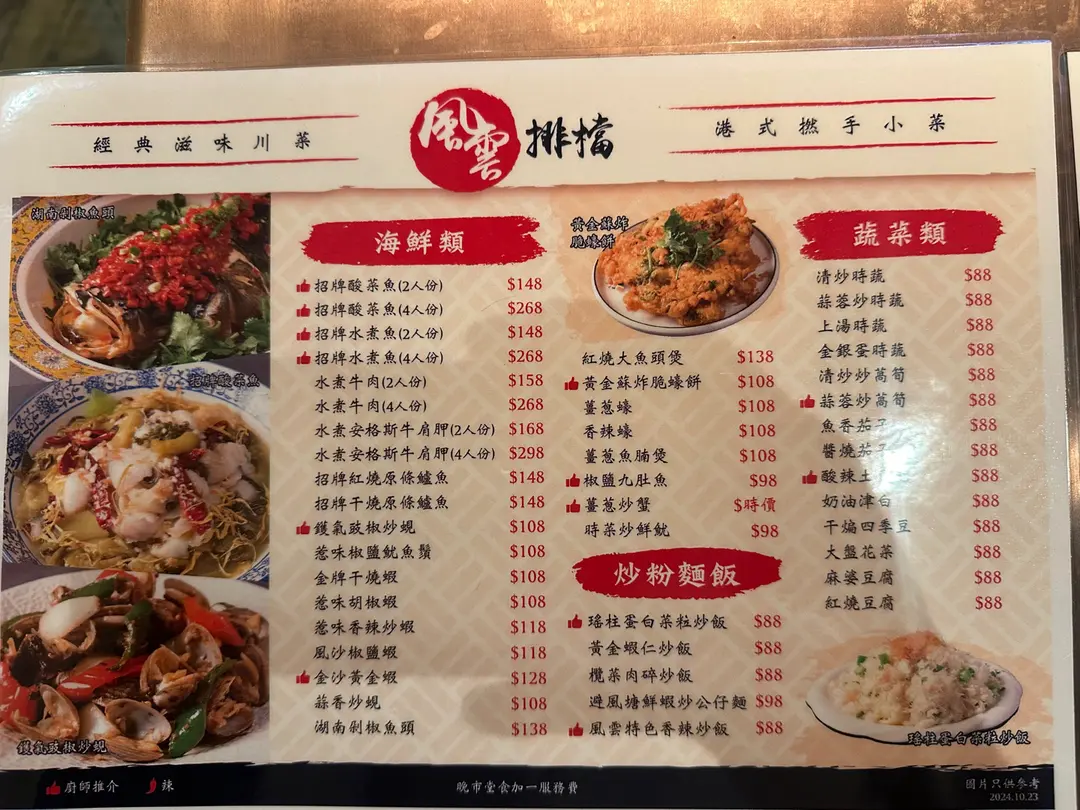 經典滋味川菜
風雲排檔
港式撚手小菜
湖南剁椒魚頭
招牌酸菜魚
鑊氣豉椒炒蜆
海鮮類
招牌酸菜魚(2人份) $148
招牌酸菜魚(4人份) $268
招牌水煮魚(2人份) $148
招牌水煮魚(4人份) $268
水煮牛肉(2人份) $158
水煮牛肉(4人份) $268
水煮安格斯牛肩胛(2人份) $168
水煮安格斯牛肩胛(4人份) $298
招牌紅燒原條鱸魚 $148
招牌干燒原條鱸魚 $148
鑊氣豉椒炒蜆 $108
惹味椒鹽魷魚鬚 $108
金牌干燒蝦 $108
惹味胡椒蝦 $108
惹味香辣炒蝦 $118
風沙椒鹽蝦 $118
金沙黃金蝦 $128
蒜香炒蜆 $108
湖南剁椒魚頭 $138
黃金蘇炸
脆蠔餅
紅燒大魚頭煲 $138
黃金蘇炸脆蠔餅 $108
薑蔥蠔 $108
香辣蠔 $108
薑蔥魚腩煲 $108
椒鹽九肚魚 $98
薑蔥炒蟹 $時價
時菜炒鮮魷 $98
炒粉麵飯
瑤柱蛋白菜粒炒飯 $88
黃金蝦仁炒飯 $88
欖菜肉碎炒飯 $88
避風塘鮮蝦炒公仔麵 $98
風雲特色香辣炒飯 $88
蔬菜類
清炒時蔬 $88
蒜蓉炒時蔬 $88
上湯時蔬 $88
金銀蛋時蔬 $88
清炒炒萵筍 $88
蒜蓉炒萵筍 $88
魚香茄子 $88
醬燒茄子 $88
酸辣土 $88
奶油津白 $88
干煸四季豆 $88
大盤花菜 $88
麻婆豆腐 $88
紅燒豆腐 $88
瑤柱蛋白菜粒炒飯
廚師推介 辣
晚市堂食加一服務費
圖片只供參考
2024.10.23